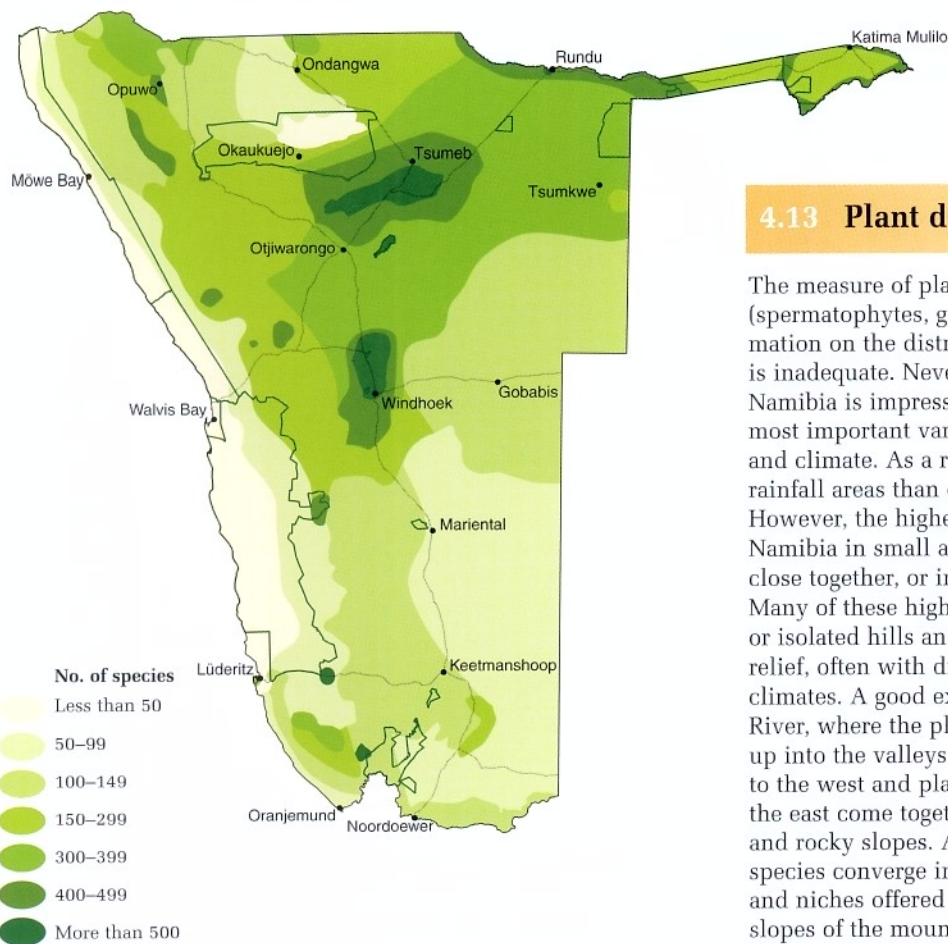 Katima Mulilo
Rundu
Ondangwa
Opuwo
Okaukuejo
Tsumeb
Möwe Bay
Tsumkwe
Otjiwarongo
Gobabis
Windhoek
Walvis Bay
Mariental
Lüderitz
Keetmanshoop
Oranjemund
Noordoewer
No. of species
Less than 50
50–99
100–149
150–299
300–399
400–499
More than 500
4.13 Plant d
The measure of pla
(spermatophytes, g
mation on the distr
is inadequate. Neve
Namibia is impress
most important var
and climate. As a r
rainfall areas than
However, the highe
Namibia in small a
close together, or i
Many of these high
or isolated hills an
relief, often with d
climates. A good ex
River, where the pl
up into the valleys
to the west and pla
the east come toget
and rocky slopes. A
species converge i
and niches offered
slopes of the moun